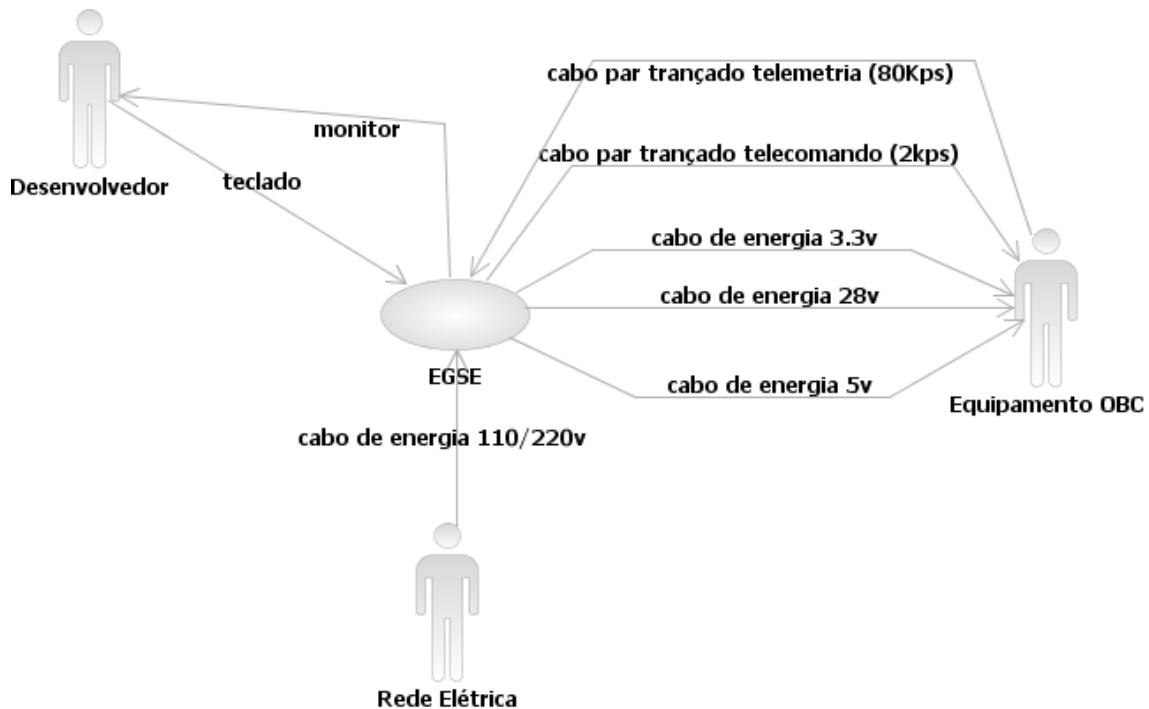 cabo par trançado telemetria (80Kps)
monitor
cabo par trançado telecomando (2kps)
teclado
Desenvolvedor
cabo de energia 3.3v
cabo de energia 28v
EGSE
cabo de energia 5v
Equipamento OBC
cabo de energia 110/220v
Rede Elétrica